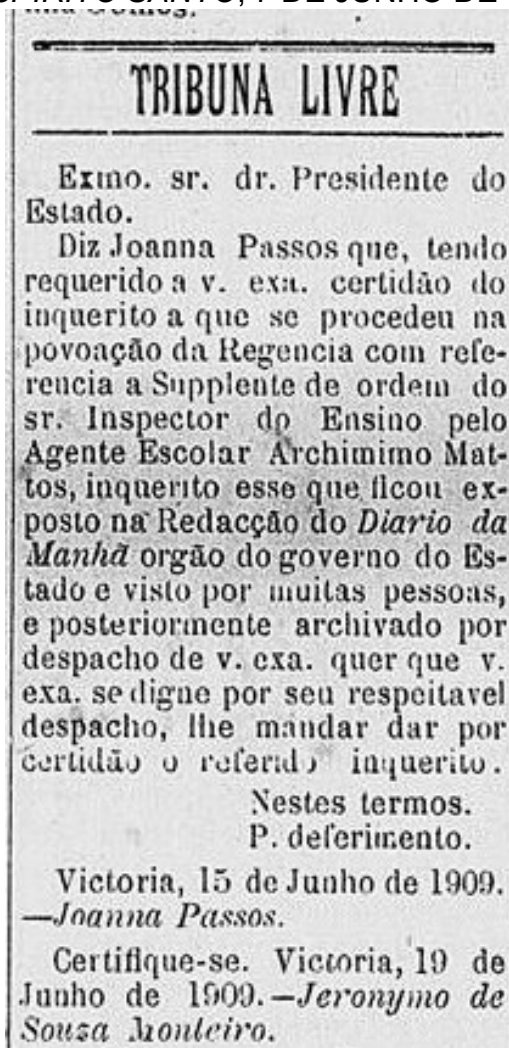 TRIBUNA LIVRE
Exmo. sr. dr. Presidente do
Estado.
Diz Joanna Passos que, tendo
requerido a v. exa. certidão do
inquerito a que se procedeu na
povoação da Regencia com refe-
rencia a Supplente de ordem do
sr. Inspector do Ensino pelo
Agente Escolar Archimimo Mat-
tos, inquerito esse que ficou ex-
posto na Redacção do Diario da
Manhã orgão do governo do Es-
tado e visto por muitas pessoas,
e posteriormente archivado por
despacho de v. exa. quer que v.
exa. se digne por seu respeitavel
despacho, lhe mandar dar por
certidão o referido inquerito.
Nestes termos.
P. deferimento.
Victoria, 15 de Junho de 1909.
—Joanna Passos.
Certifique-se. Victoria, 19 de
Junho de 1909.—Jeronymo de
Souza Monteiro.